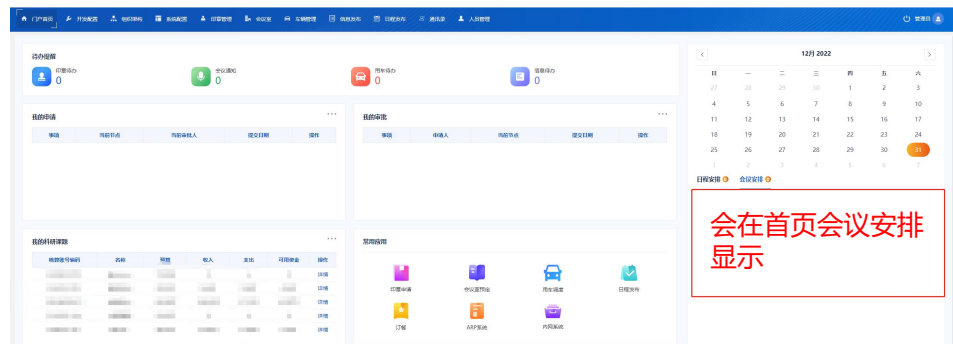 门户首页 开发配置 组织架构 系统配置 印章管理 会议室 车辆管理 信息发布 日程发布 通讯录 人员管理 管理员
待办提醒
印章待办 0
会议通知 0
用车待办 0
信息待办 0
我的申请 ...
事项 当前节点 当前审批人 提交日期 操作
我的审批 ...
事项 申请人 当前节点 提交日期 操作
我的科研课题 ...
核算账号编码 名称 预算 收入 支出 可用资金 操作
详情
详情
详情
详情
详情
常用应用
印章申请 会议室预定 用车调度 日程发布
订餐 ARP系统 内网系统
12月 2022
日 一 二 三 四 五 六
27 28 29 30 1 2 3
4 5 6 7 8 9 10
11 12 13 14 15 16 17
18 19 20 21 22 23 24
25 26 27 28 29 30 31
1 2 3 4 5 6 7
日程安排 0 会议安排 0
会在首页会议安排
显示